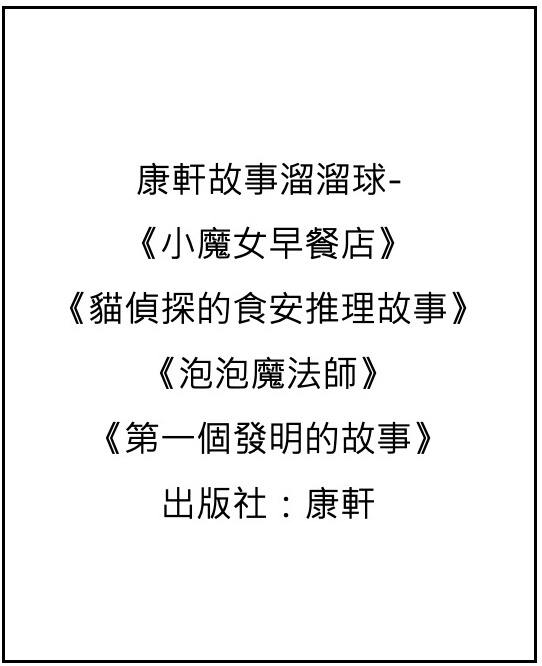 康軒故事溜溜球-
《小魔女早餐店》
《貓偵探的食安推理故事》
《泡泡魔法師》
《第一個發明的故事》
出版社：康軒